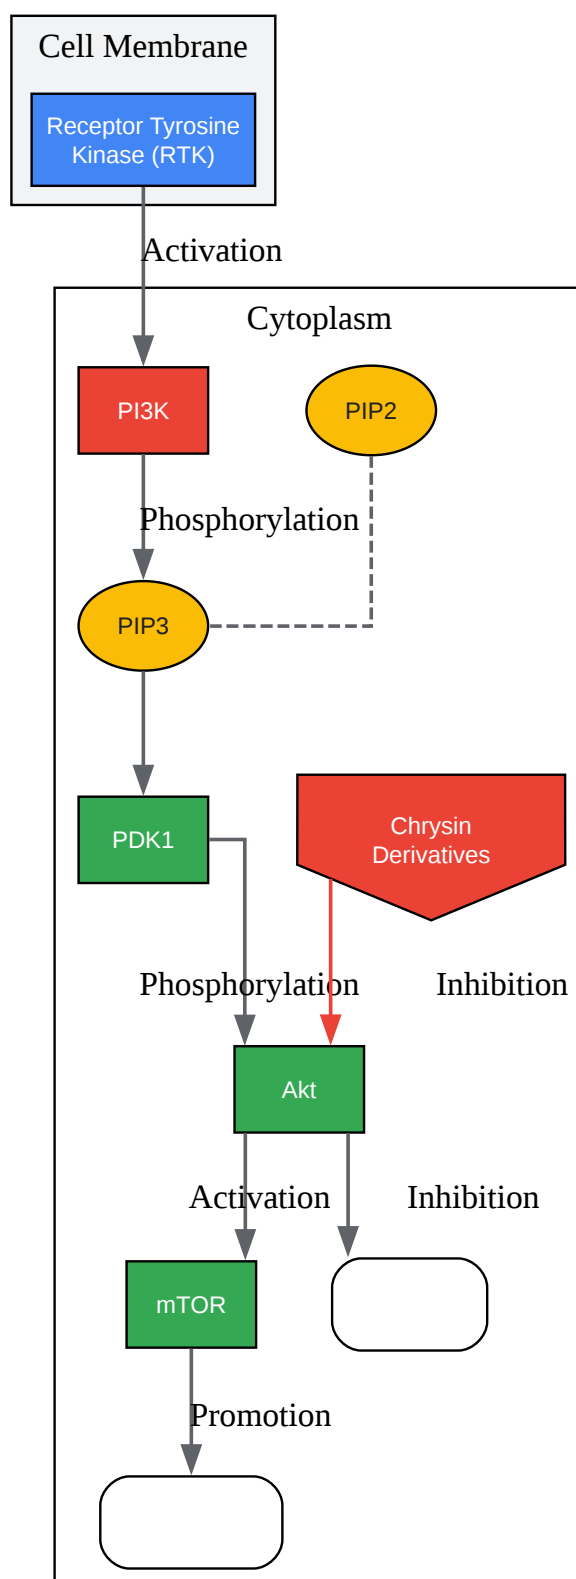 Cell Membrane
Receptor Tyrosine
Kinase (RTK)
Activation
Cytoplasm
PI3K
PIP2
Phosphorylation
PIP3
PDK1
Chrysin
Derivatives
Phosphorylation
Inhibition
Akt
Activation
Inhibition
mTOR
Promotion